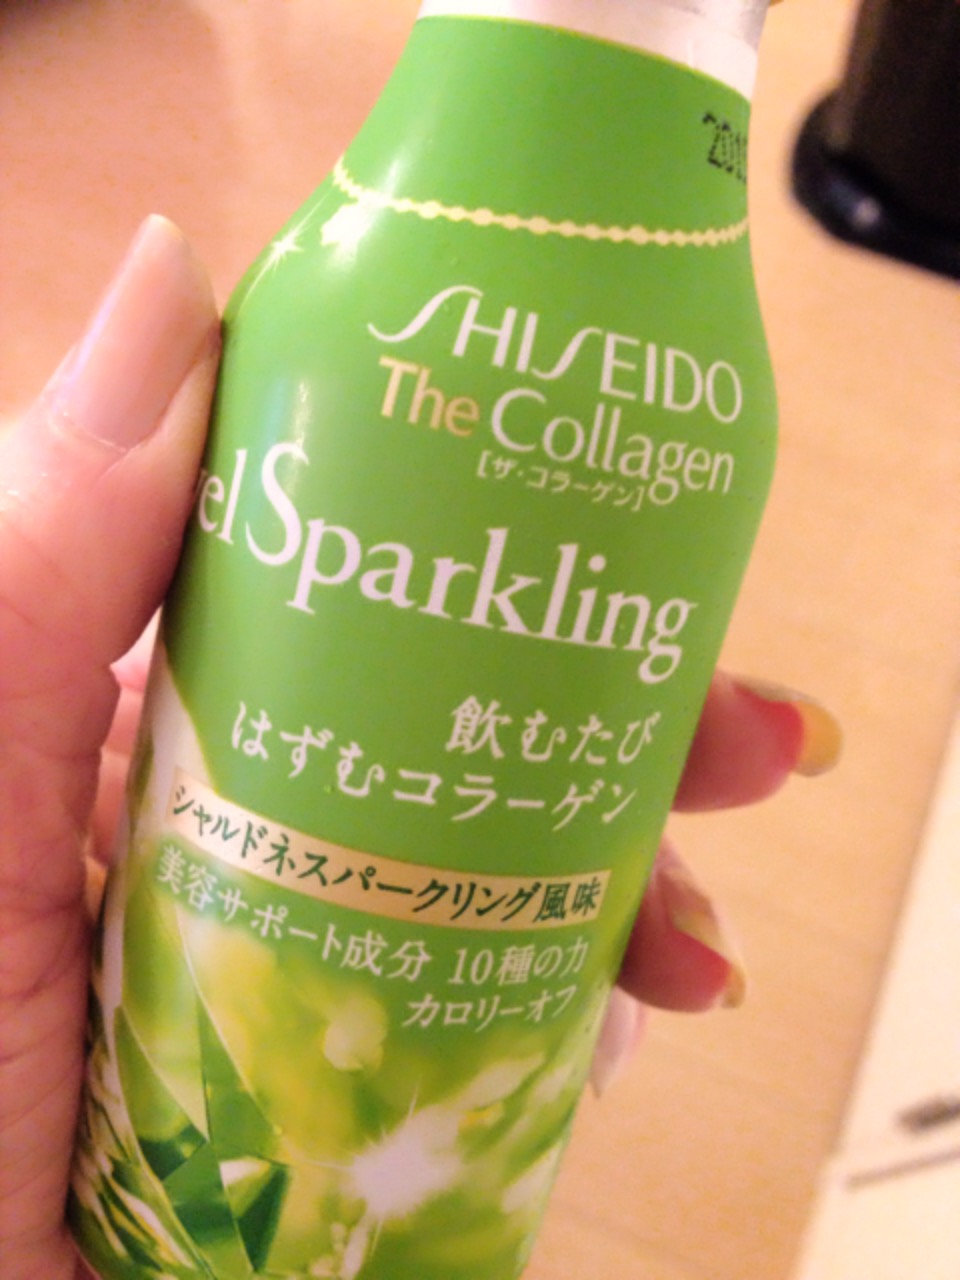 SHISEIDO
The Collagen
[ザ・コラーゲン]
Sparkling
飲むたび
はずむコラーゲン
シャルドネスパークリング風味
美容サポート成分 10種の力
カロリーオフ